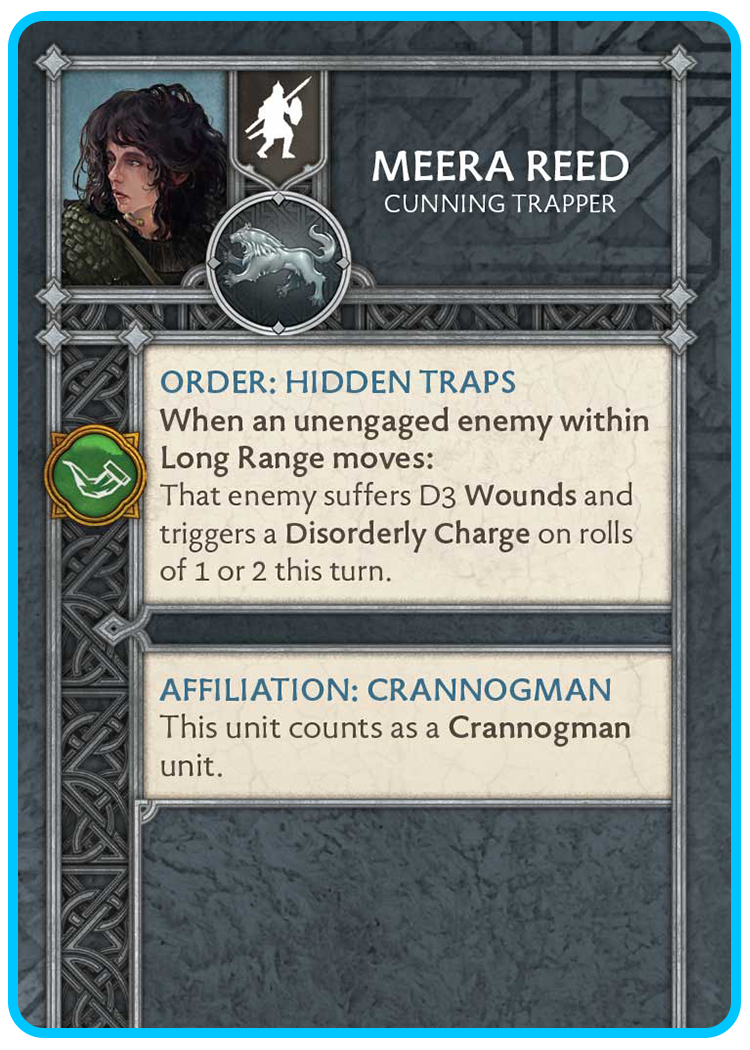 MEERA REED
CUNNING TRAPPER
ORDER: HIDDEN TRAPS
When an unengaged enemy within
Long Range moves:
That enemy suffers D3 Wounds and
triggers a Disorderly Charge on rolls
of 1 or 2 this turn.
AFFILIATION: CRANNOGMAN
This unit counts as a Crannogman
unit.